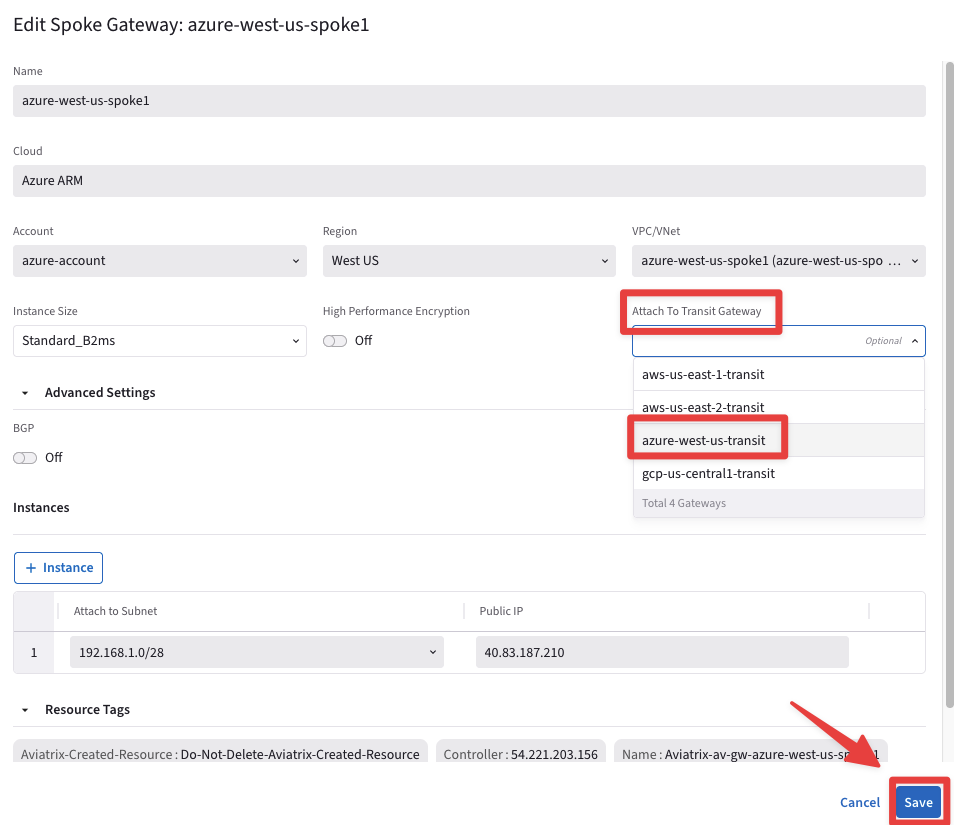 Edit Spoke Gateway: azure-west-us-spoke1
Name
azure-west-us-spoke1
Cloud
Azure ARM
Account
Region
VPC/VNet
azure-account
West US
azure-west-us-spoke1 (azure-west-us-spo ...
Instance Size
High Performance Encryption
Attach To Transit Gateway
Standard_B2ms
Off
Optional
aws-us-east-1-transit
Advanced Settings
aws-us-east-2-transit
BGP
azure-west-us-transit
Off
gcp-us-central1-transit
Total 4 Gateways
Instances
+ Instance
Attach to Subnet
Public IP
1
192.168.1.0/28
40.83.187.210
Resource Tags
Aviatrix-Created-Resource : Do-Not-Delete-Aviatrix-Created-Resource
Controller : 54.221.203.156
Name : Aviatrix-av-gw-azure-west-us-sp 1
Cancel
Save